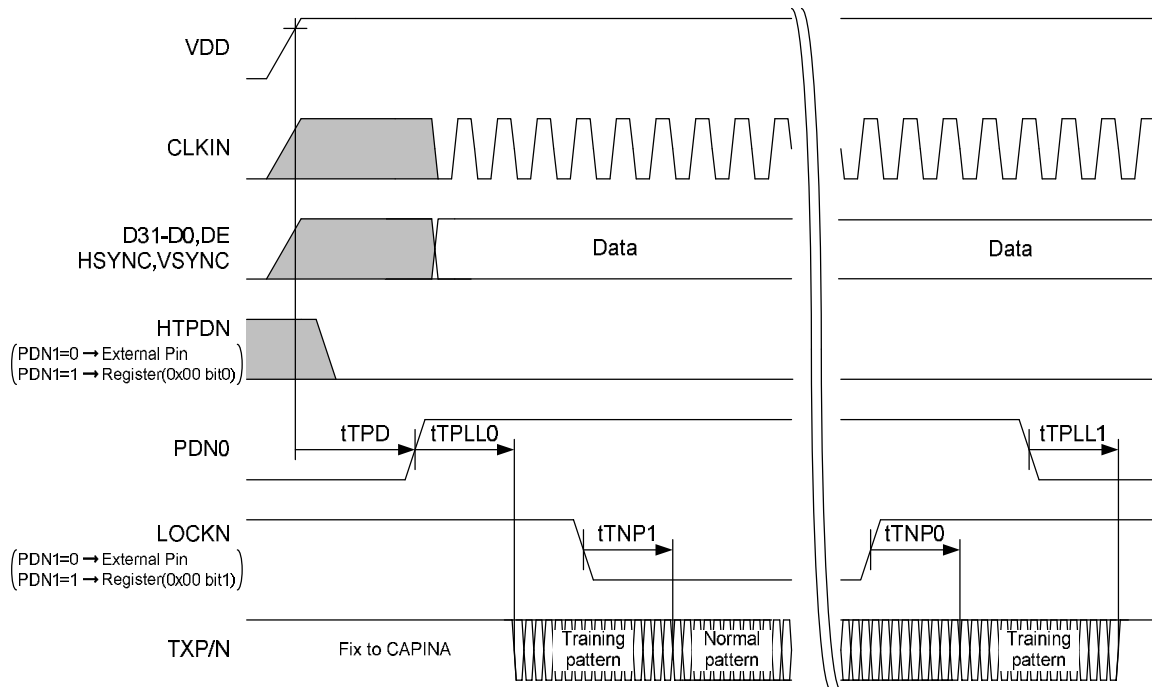 VDD
CLKIN
D31-D0,DE
HSYNC,VSYNC
Data
Data
HTPDN
(PDN1=0 → External Pin
PDN1=1 → Register(0x00 bit0))
PDN0
tTPD
tTPLL0
tTPLL1
LOCKN
(PDN1=0 → External Pin
PDN1=1 → Register(0x00 bit1))
tTNP1
tTNP0
TXP/N
Fix to CAPINA
Training
pattern
Normal
pattern
Training
pattern